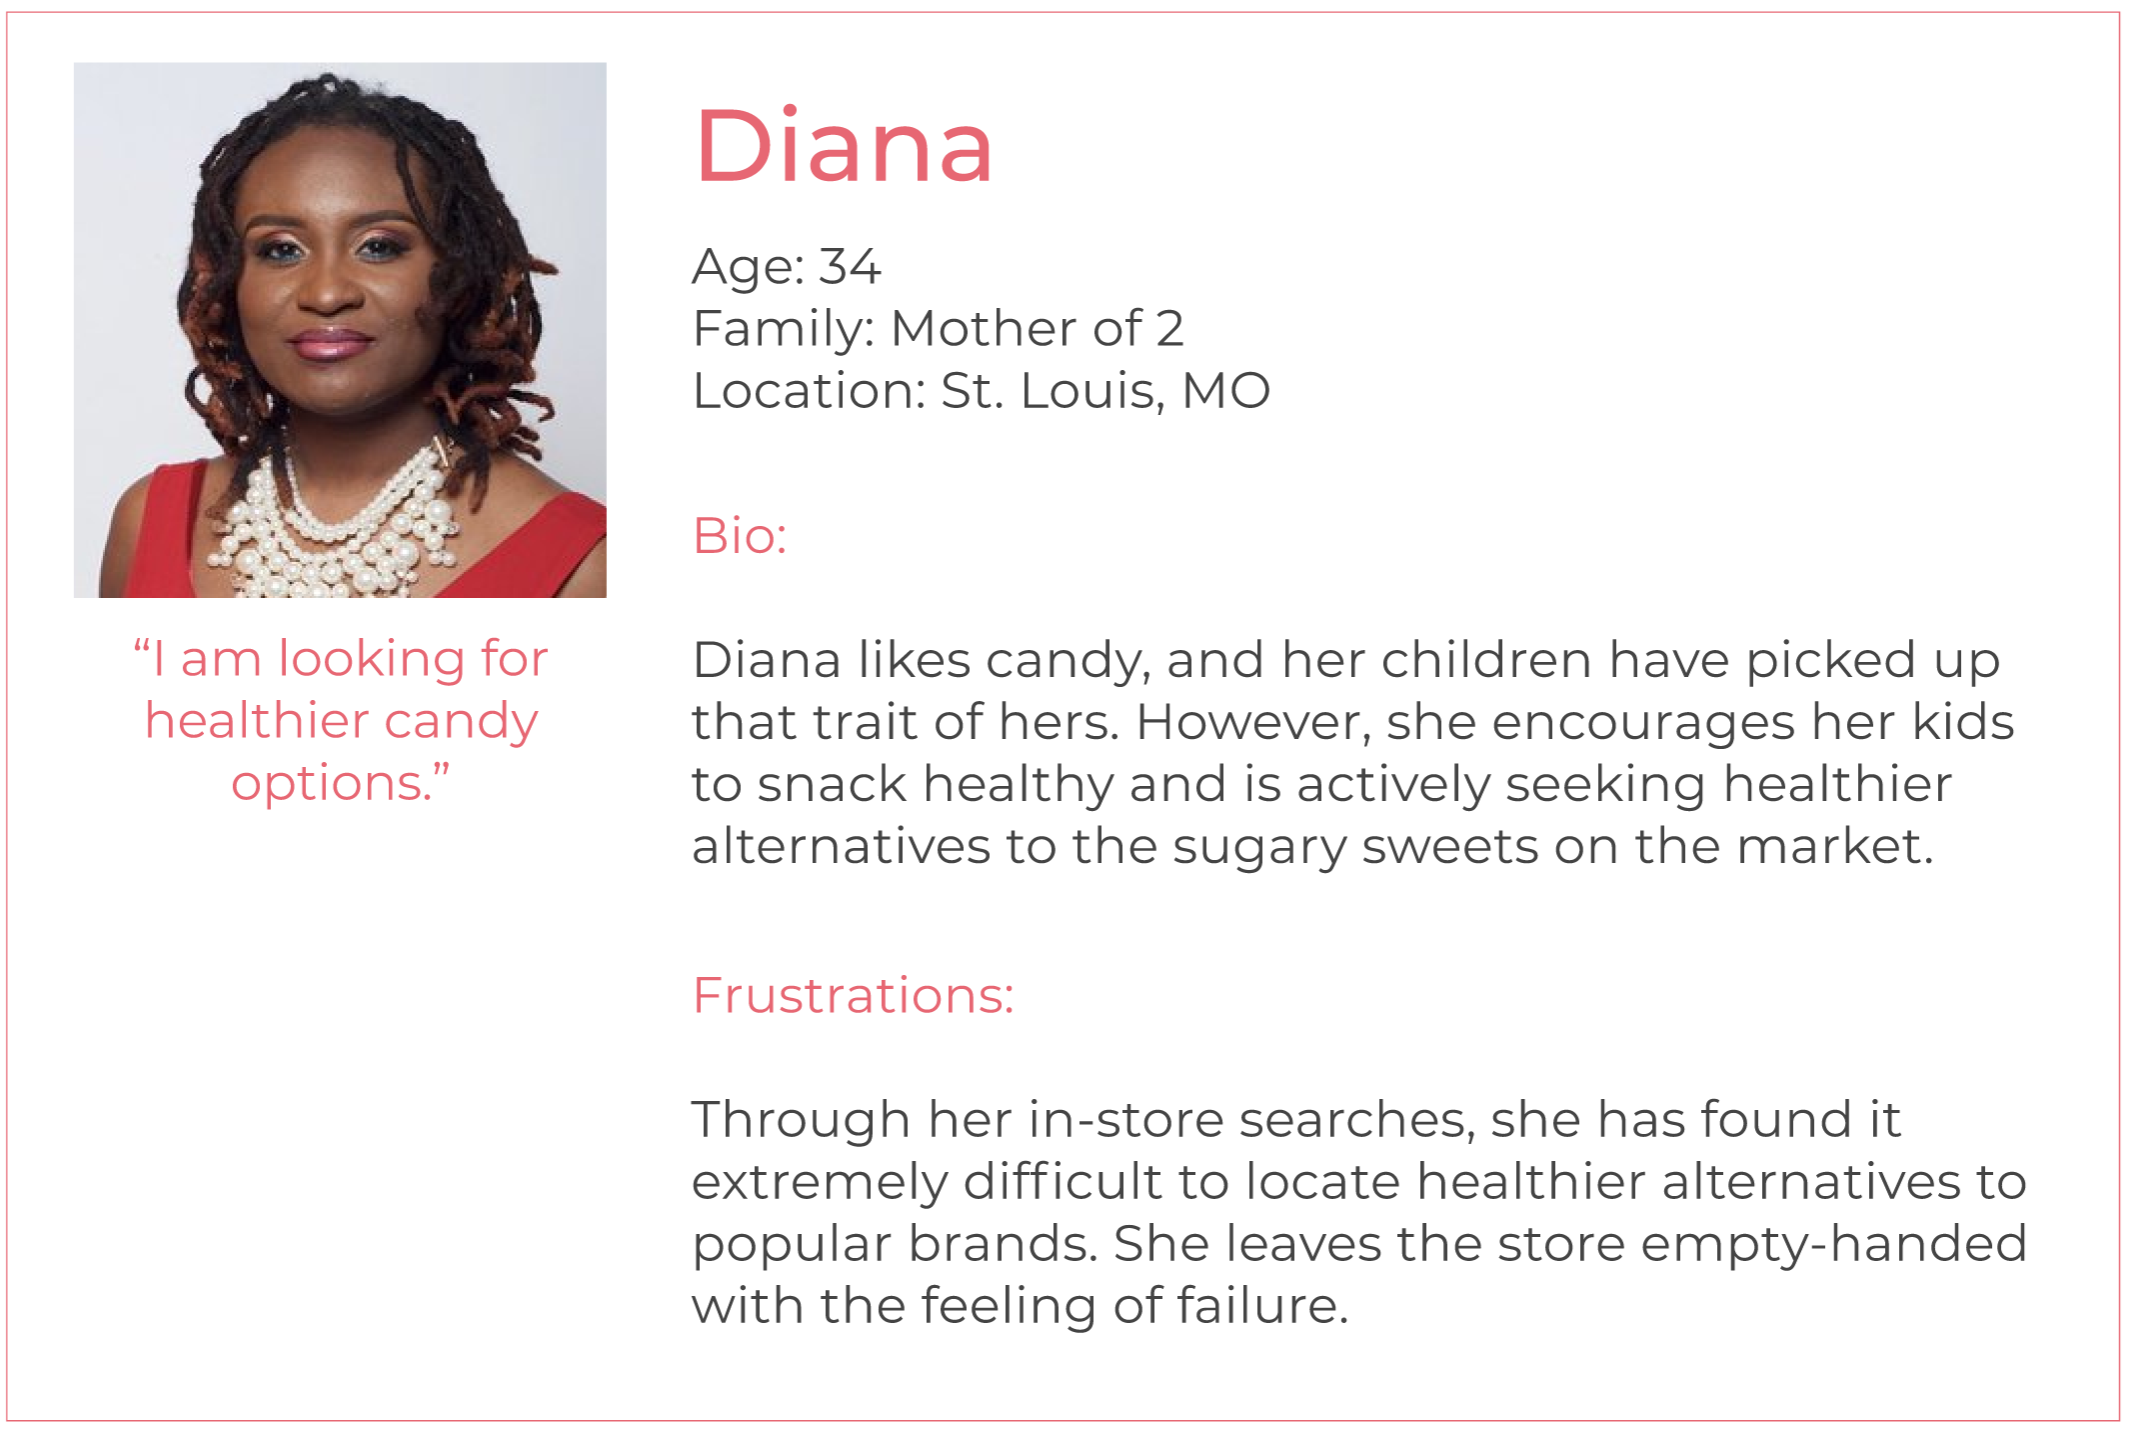 Diana
Age: 34
Family: Mother of 2
Location: St. Louis, MO
“I am looking for
healthier candy
options.”
Bio:
Diana likes candy, and her children have picked up
that trait of hers. However, she encourages her kids
to snack healthy and is actively seeking healthier
alternatives to the sugary sweets on the market.
Frustrations:
Through her in-store searches, she has found it
extremely difficult to locate healthier alternatives to
popular brands. She leaves the store empty-handed
with the feeling of failure.